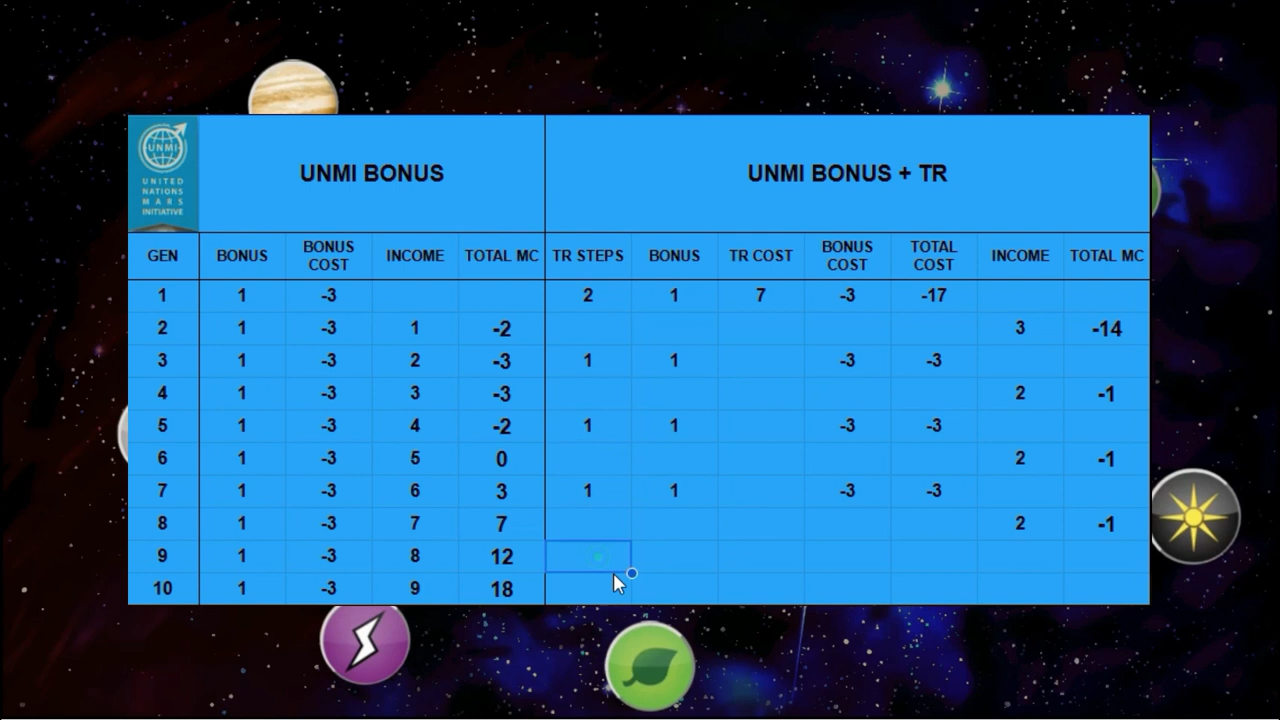 UNMI
UNITED
NATIONS
MARS
INITIATIVE
UNMI BONUS
UNMI BONUS + TR
GEN BONUS BONUS COST INCOME TOTAL MC TR STEPS BONUS TR COST BONUS COST TOTAL COST INCOME TOTAL MC
1 1 -3 2 1 7 -3 -17
2 1 -3 1 -2 3 -14
3 1 -3 2 -3 1 1 -3 -3
4 1 -3 3 -3 2 -1
5 1 -3 4 -2 1 1 -3 -3
6 1 -3 5 0 2 -1
7 1 -3 6 3 1 1 -3 -3
8 1 -3 7 7 2 -1
9 1 -3 8 12
10 1 -3 9 18